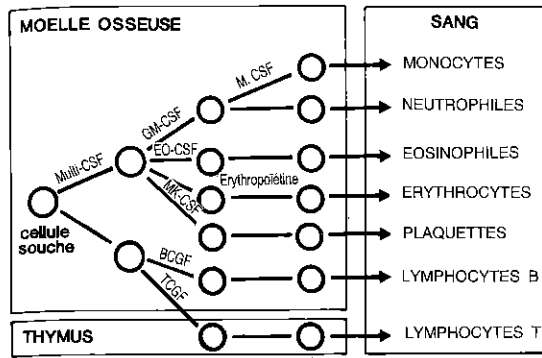 MOELLE OSSEUSE
SANG
M. CSF
MONOCYTES
GM-CSF
NEUTROPHILES
Multi-CSF
EO-CSF
EOSINOPHILES
Erythropoïétine
ERYTHROCYTES
MK-CSF
PLAQUETTES
cellule
souche
BCGF
LYMPHOCYTES B
TCGF
THYMUS
LYMPHOCYTES T